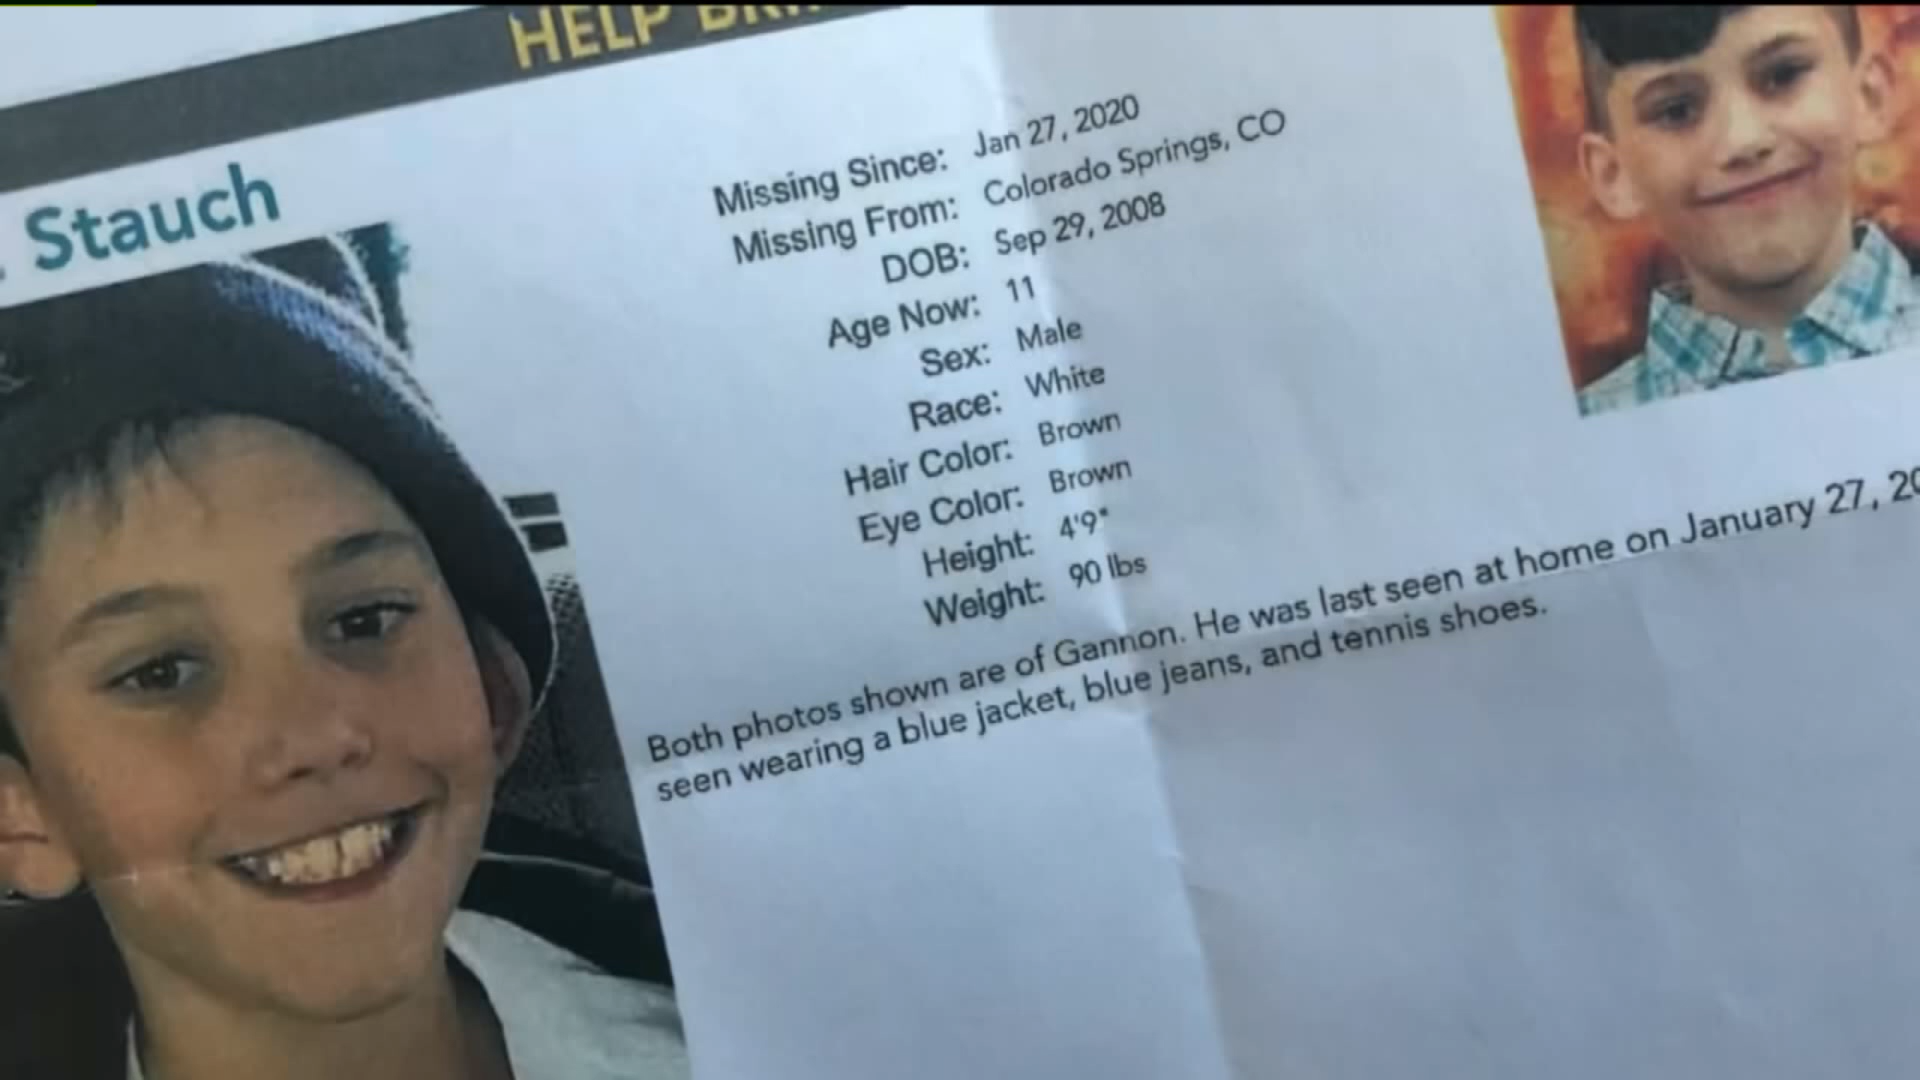 HELP
Stauch
Missing Since: Jan 27, 2020
Missing From: Colorado Springs, CO
DOB: Sep 29, 2008
Age Now: 11
Sex: Male
Race: White
Hair Color: Brown
Eye Color: Brown
Height: 4'9"
Weight: 90 lbs
Both photos shown are of Gannon. He was last seen at home on January 27, 20
seen wearing a blue jacket, blue jeans, and tennis shoes.